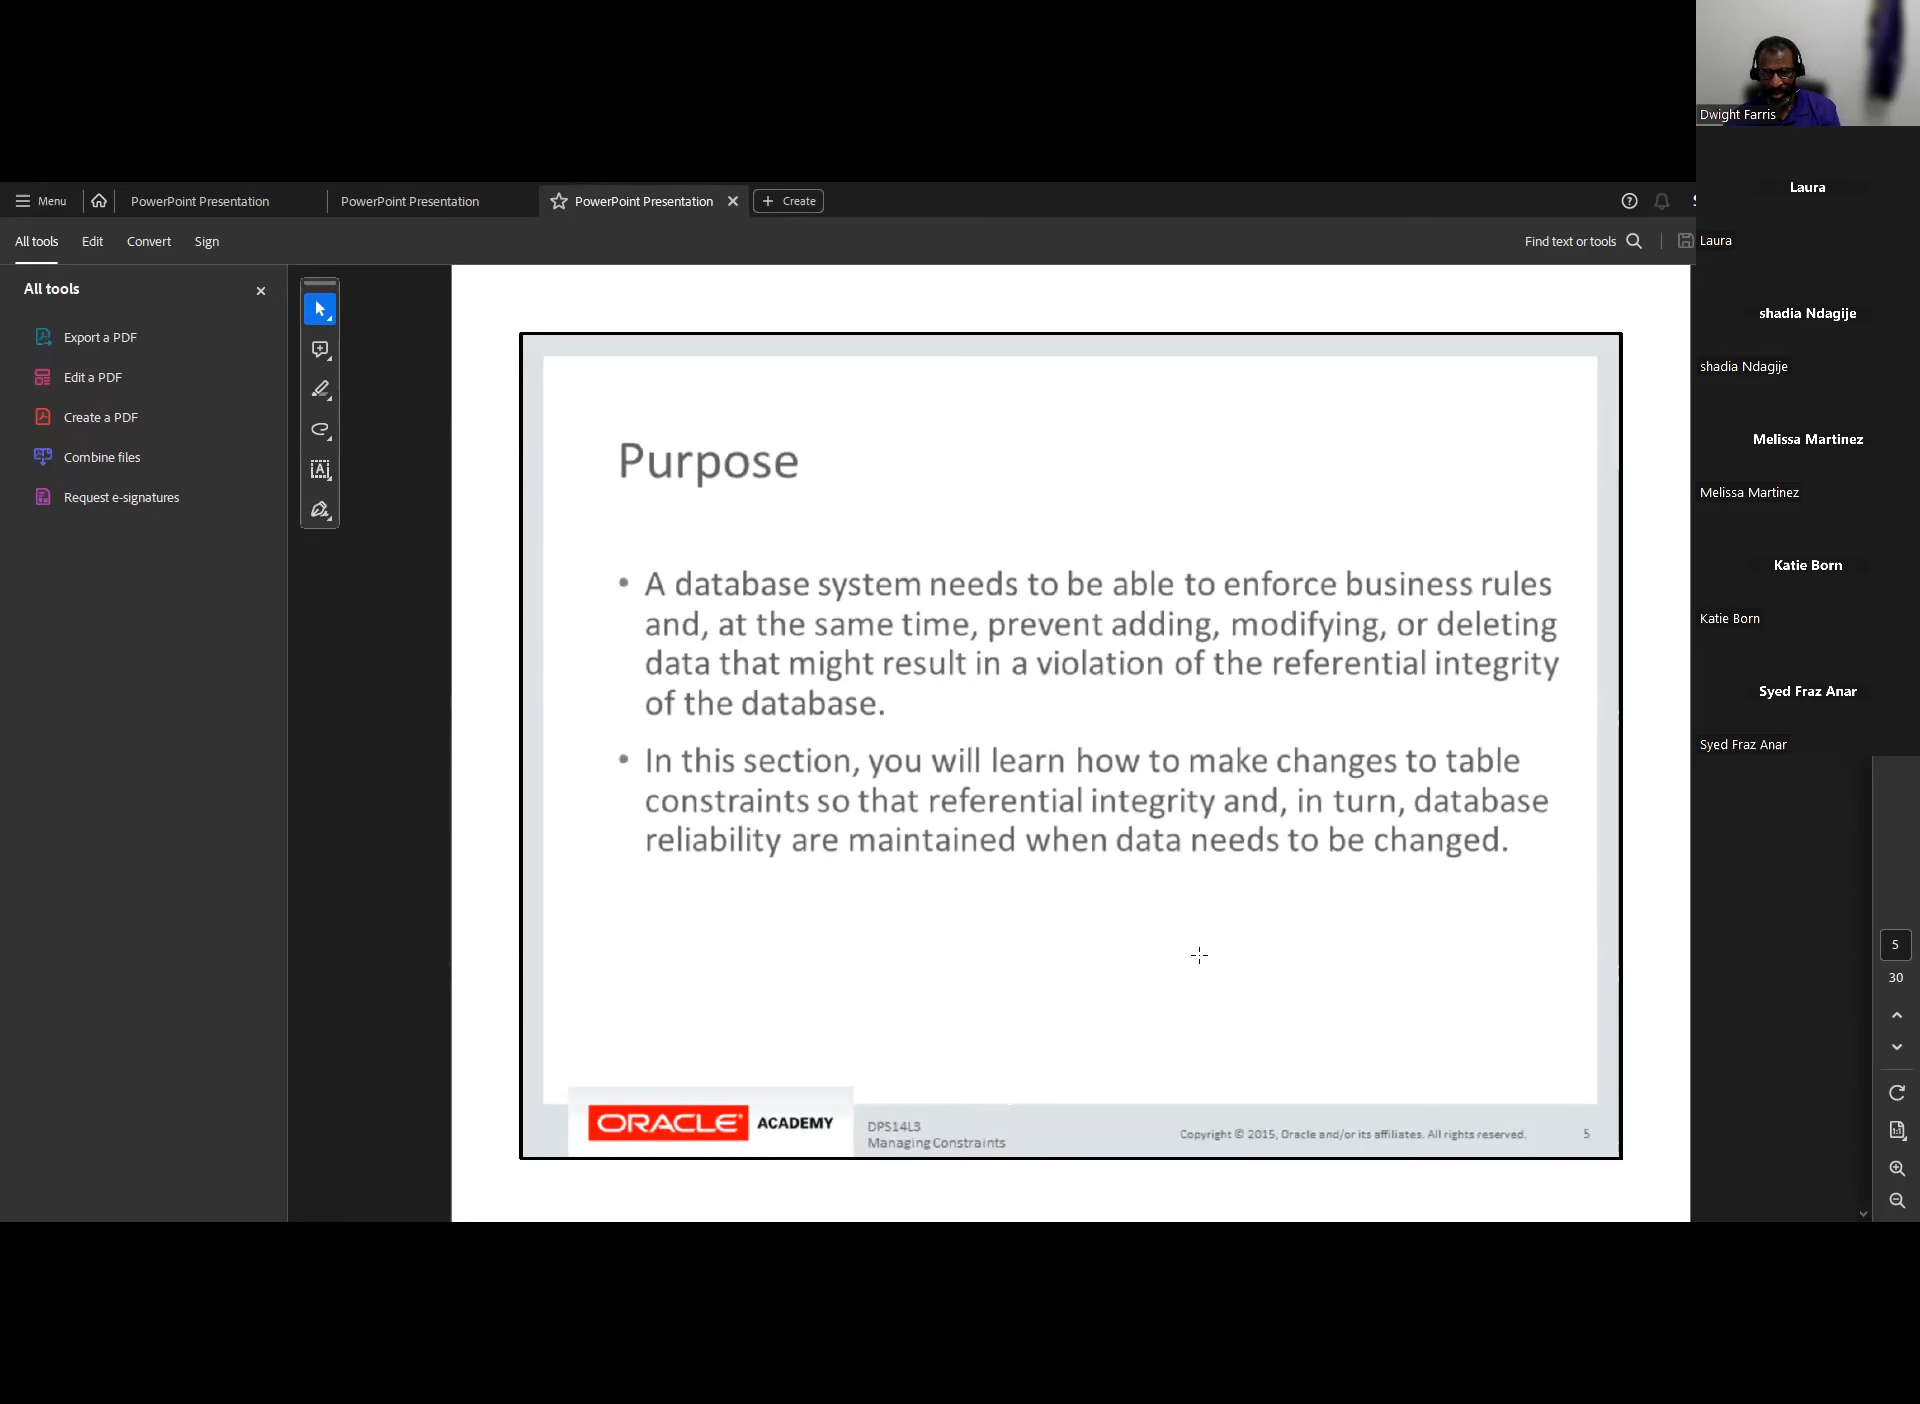 Dwight Farris
Menu
PowerPoint Presentation
PowerPoint Presentation
PowerPoint Presentation
Create
All tools
Edit
Convert
Sign
Find text or tools
All tools
Export a PDF
Edit a PDF
Create a PDF
Combine files
Request e-signatures
Purpose
• A database system needs to be able to enforce business rules
and, at the same time, prevent adding, modifying, or deleting
data that might result in a violation of the referential integrity
of the database.
• In this section, you will learn how to make changes to table
constraints so that referential integrity and, in turn, database
reliability are maintained when data needs to be changed.
ORACLE® ACADEMY
DPS14L3
Managing Constraints
Copyright © 2015, Oracle and/or its affiliates. All rights reserved.
5
Laura
Laura
shadia Ndagije
shadia Ndagije
Melissa Martinez
Melissa Martinez
Katie Born
Katie Born
Syed Fraz Anar
Syed Fraz Anar
5
30